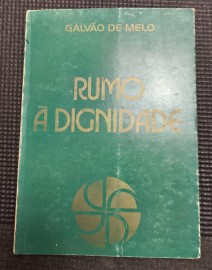 GALVÃO DE MELO
RUMO
À DIGNIDADE